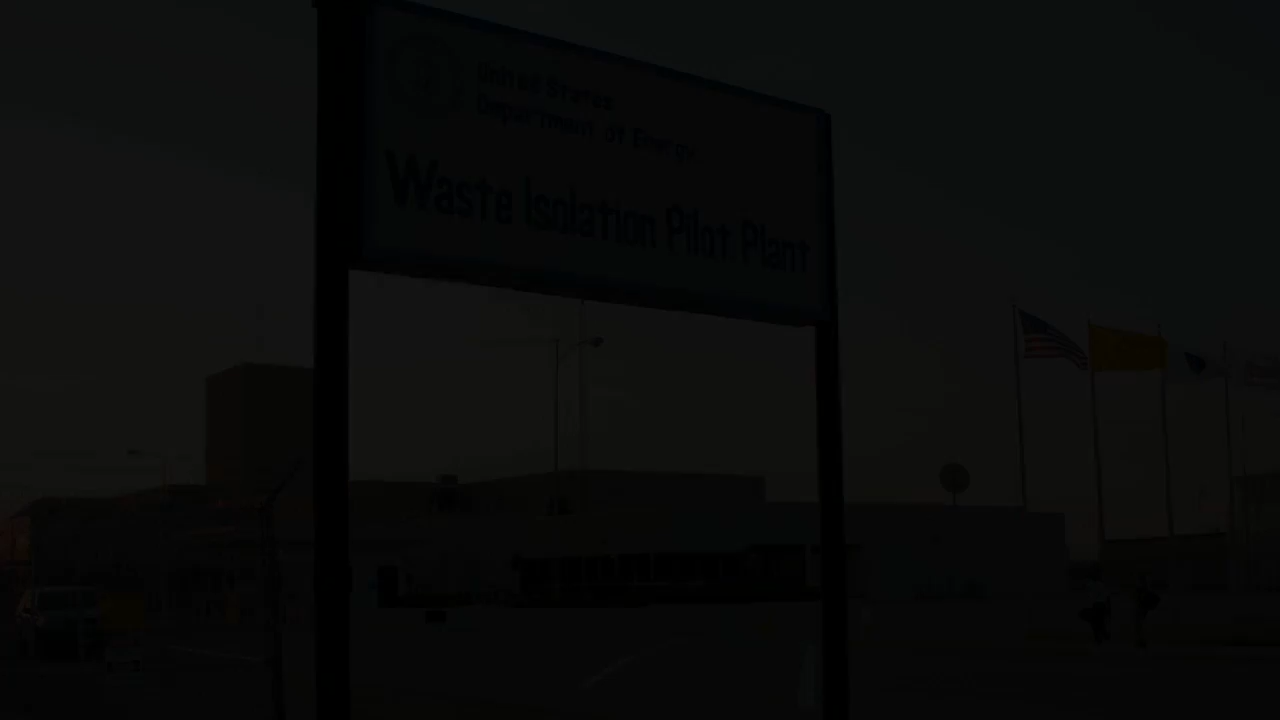 United States
Department of Energy
Waste Isolation Pilot Plant